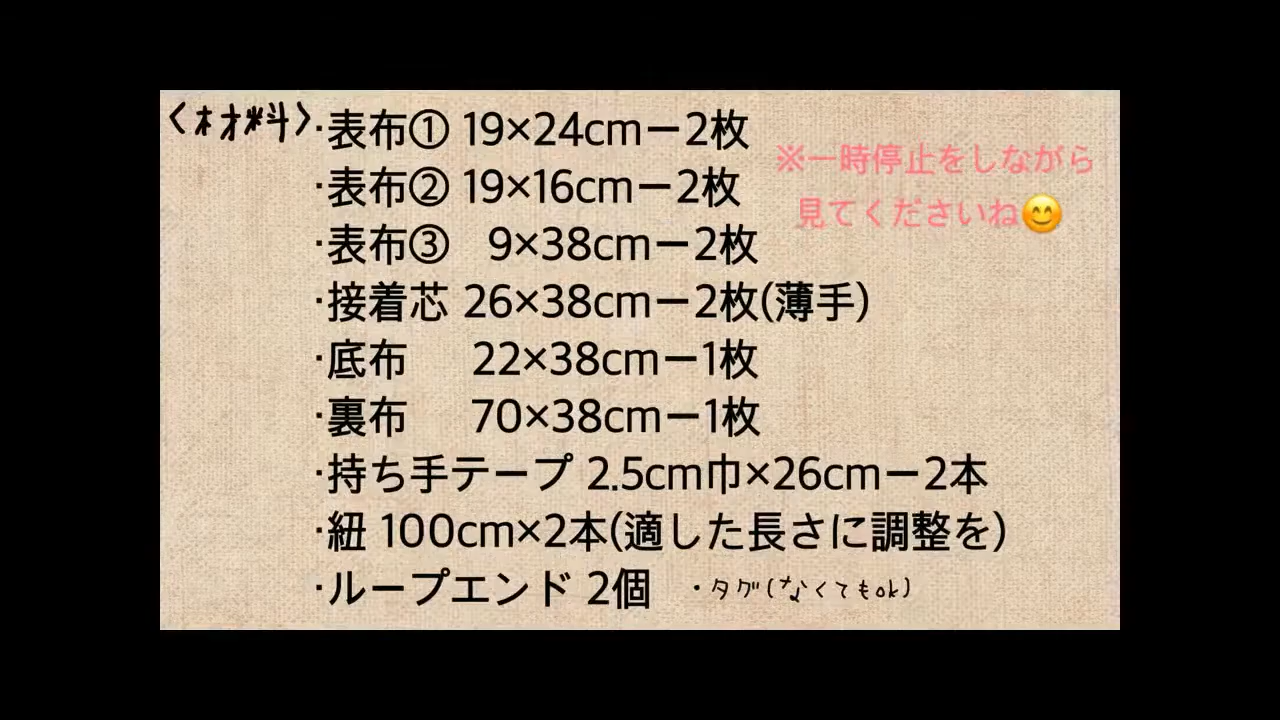 〈材料〉・表布① 19×24cmー2枚
・表布② 19×16cmー2枚
・表布③ 9×38cmー2枚
・接着芯 26×38cmー2枚(薄手)
・底布 22×38cmー1枚
・裏布 70×38cmー1枚
・持ち手テープ 2.5cm巾×26cmー2本
・紐 100cm×2本(適した長さに調整を)
・ループエンド 2個 ・タグ(なくてもok)
※一時停止をしながら
見てくださいね😊